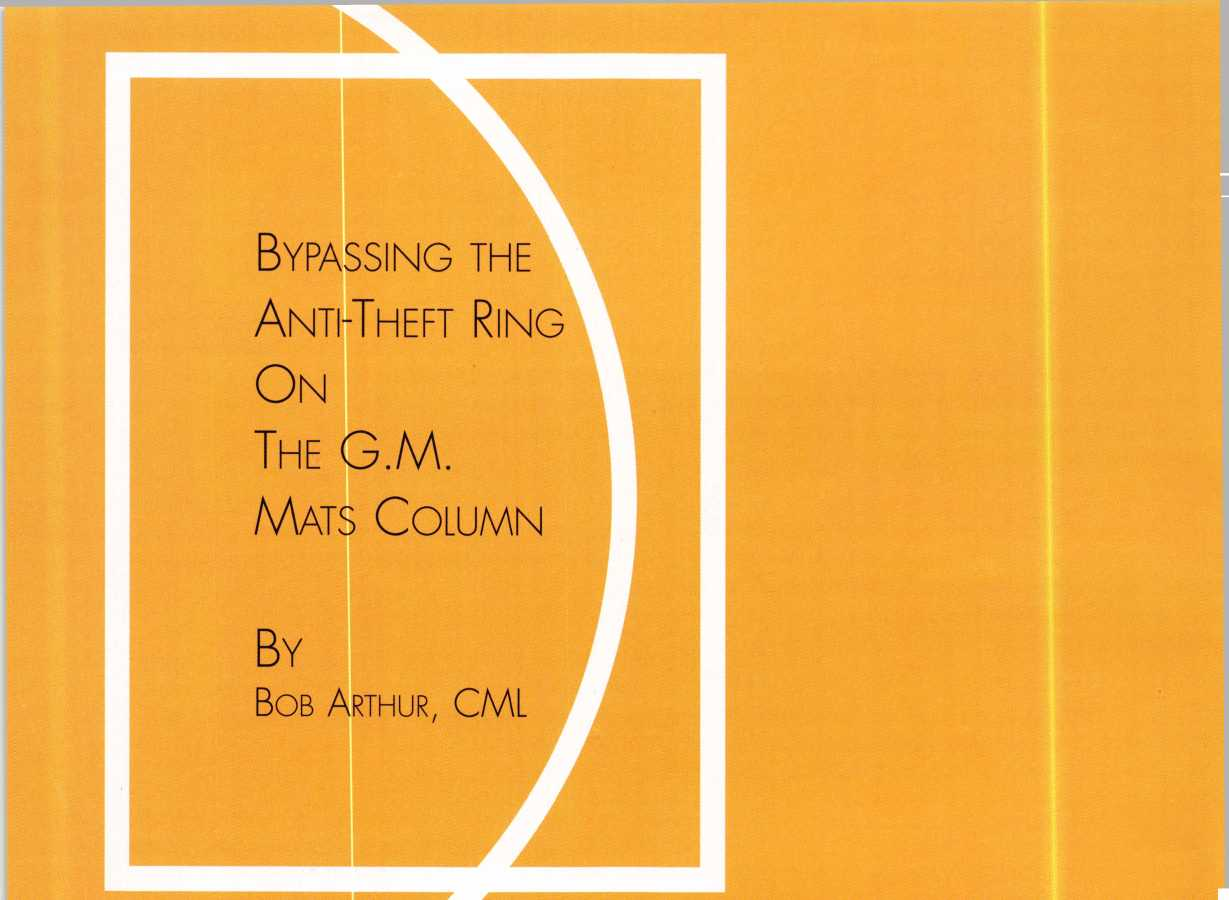 Bypassing the
Anti-Theft Ring
On
The G.M.
Mats Column
By
Bob Arthur, CML